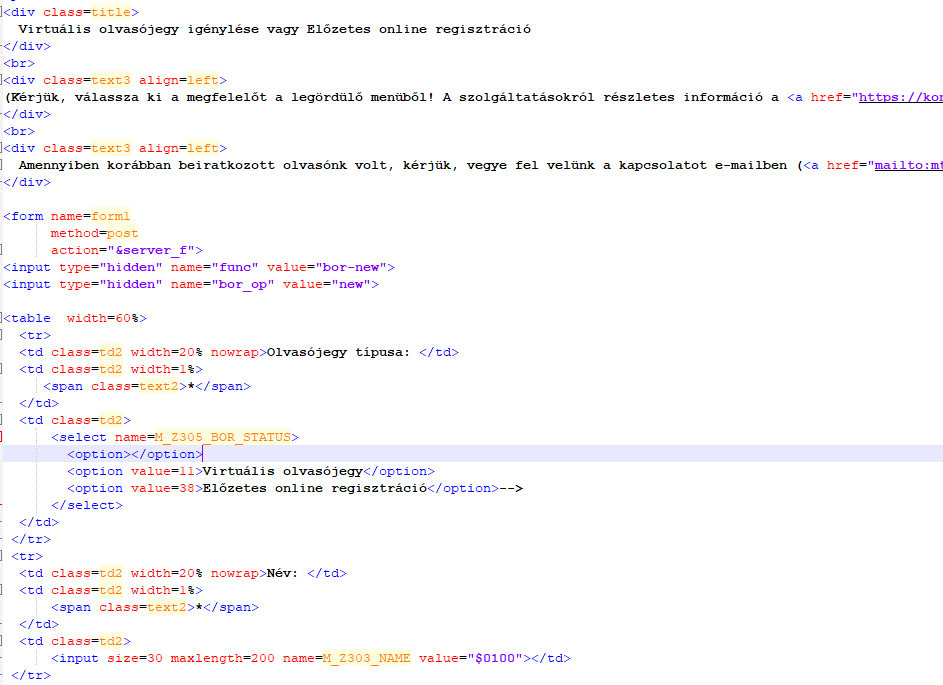 <div class=title>
Virtuális olvasójegy igénylése vagy Előzetes online regisztráció
</div>
<br>
<div class=text3 align=left>
(Kérjük, válassza ki a megfelelőt a legördülő menüből! A szolgáltatásokról részletes információ a <a href="https://kon
</div>
<br>
<div class=text3 align=left>
Amennyiben korábban beiratkozott olvasónk volt, kérjük, vegye fel velünk a kapcsolatot e-mailben (<a href="mailto:mt
</div>
<form name=form1
method=post
action="&server_f">
<input type="hidden" name="func" value="bor-new">
<input type="hidden" name="bor_op" value="new">
<table  width=60%>
<tr>
<td class=td2 width=20% nowrap>Olvasójegy típusa: </td>
<td class=td2 width=1%>
<span class=text2>*</span>
</td>
<td class=td2>
<select name=M_Z305_BOR_STATUS>
<option></option>
<option value=11>Virtuális olvasójegy</option>
<option value=38>Előzetes online regisztráció</option>-->
</select>
</td>
</tr>
<tr>
<td class=td2 width=20% nowrap>Név: </td>
<td class=td2 width=1%>
<span class=text2>*</span>
</td>
<td class=td2>
<input size=30 maxlength=200 name=M_Z303_NAME value="$0100"></td>
</tr>